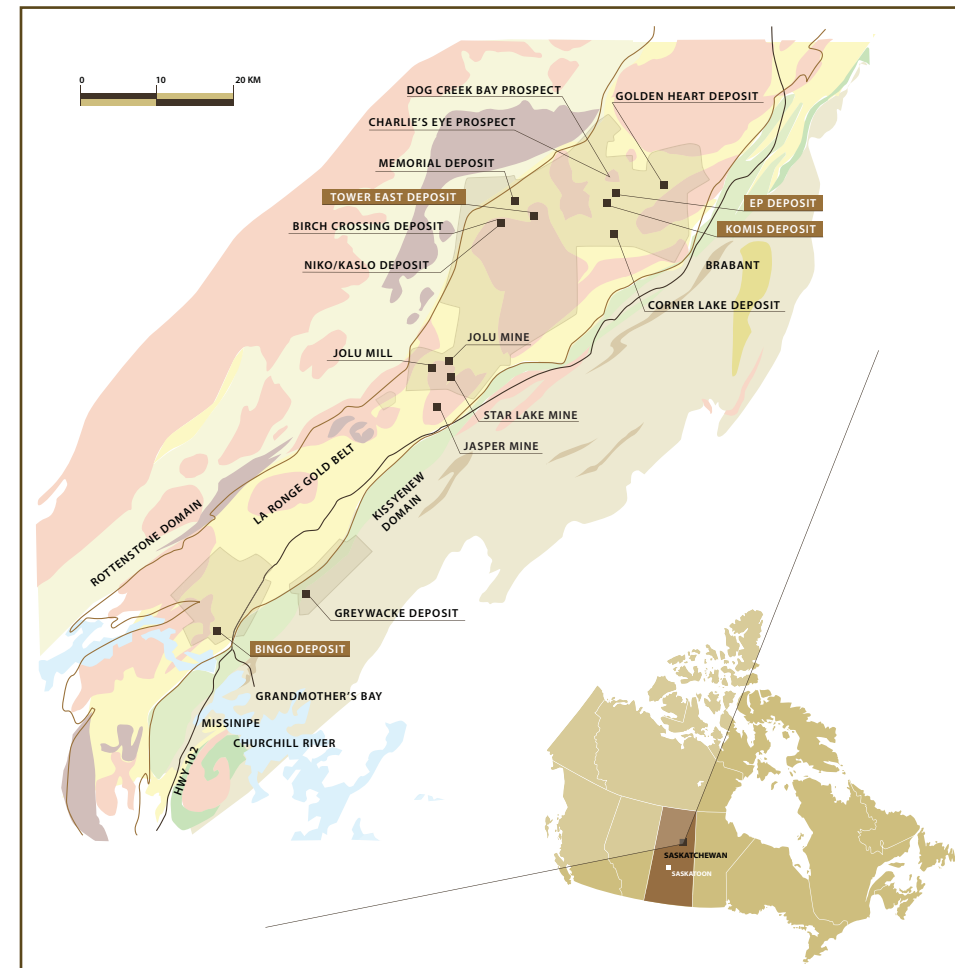 0 10 20 KM
DOG CREEK BAY PROSPECT
GOLDEN HEART DEPOSIT
CHARLIE'S EYE PROSPECT
MEMORIAL DEPOSIT
TOWER EAST DEPOSIT
EP DEPOSIT
BIRCH CROSSING DEPOSIT
KOMIS DEPOSIT
NIKO/KASLO DEPOSIT
BRABANT
CORNER LAKE DEPOSIT
JOLU MINE
JOLU MILL
STAR LAKE MINE
JASPER MINE
LA RONGE GOLD BELT
KISSYENEW
DOMAIN
ROTTENSTONE DOMAIN
GREYWACKE DEPOSIT
BINGO DEPOSIT
GRANDMOTHER'S BAY
MISSINIPE
CHURCHILL RIVER
HWY 102
SASKATCHEWAN
SASKATOON